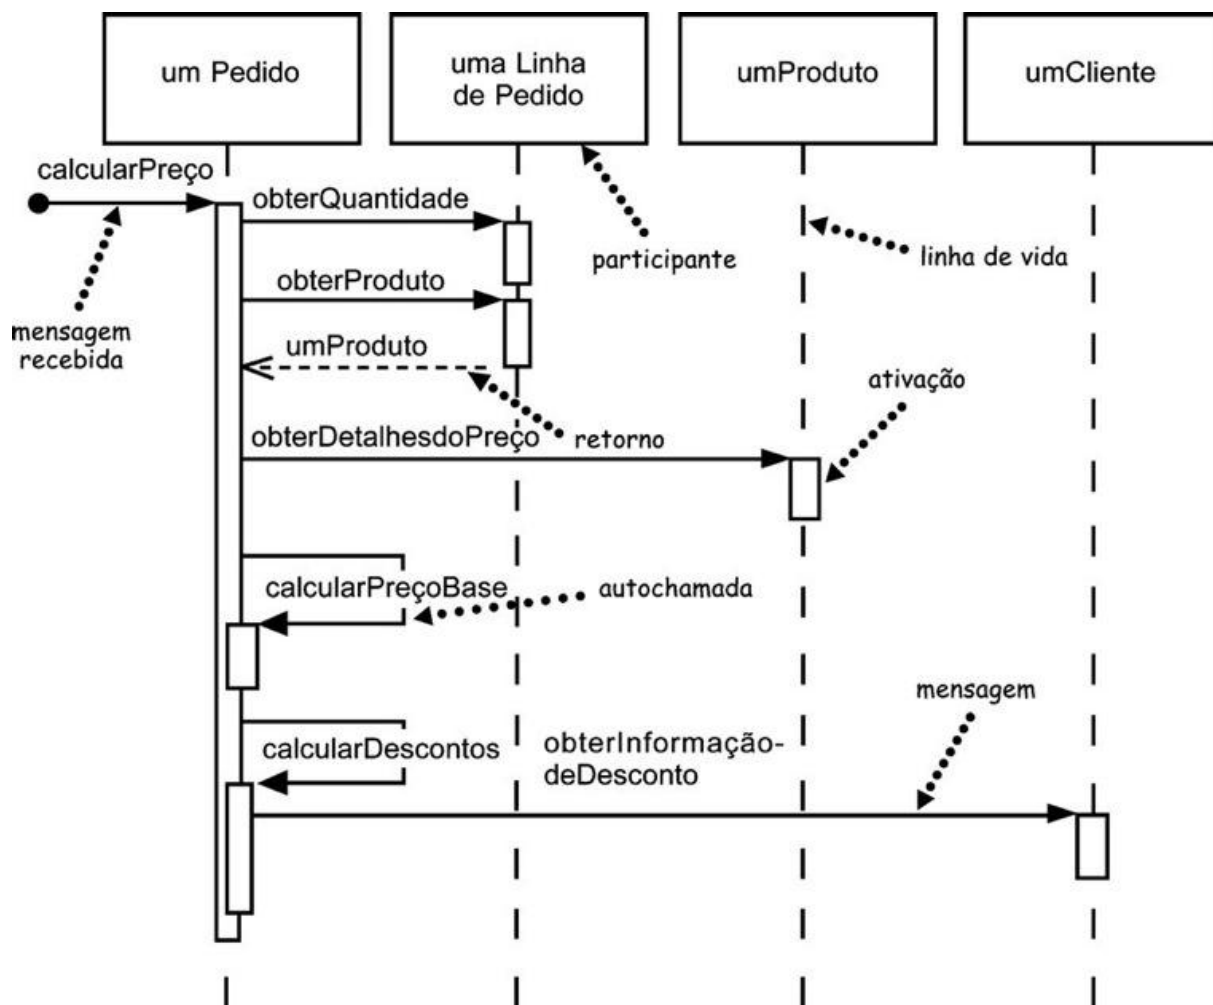 um Pedido
uma Linha
de Pedido
umProduto
umCliente
calcularPreço
obterQuantidade
participante
linha de vida
obterProduto
mensagem
recebida
umProduto
ativação
obterDetalhesdoPreço
retorno
calcularPreçoBase
autochamada
mensagem
calcularDescontos
obterInformação-
deDesconto